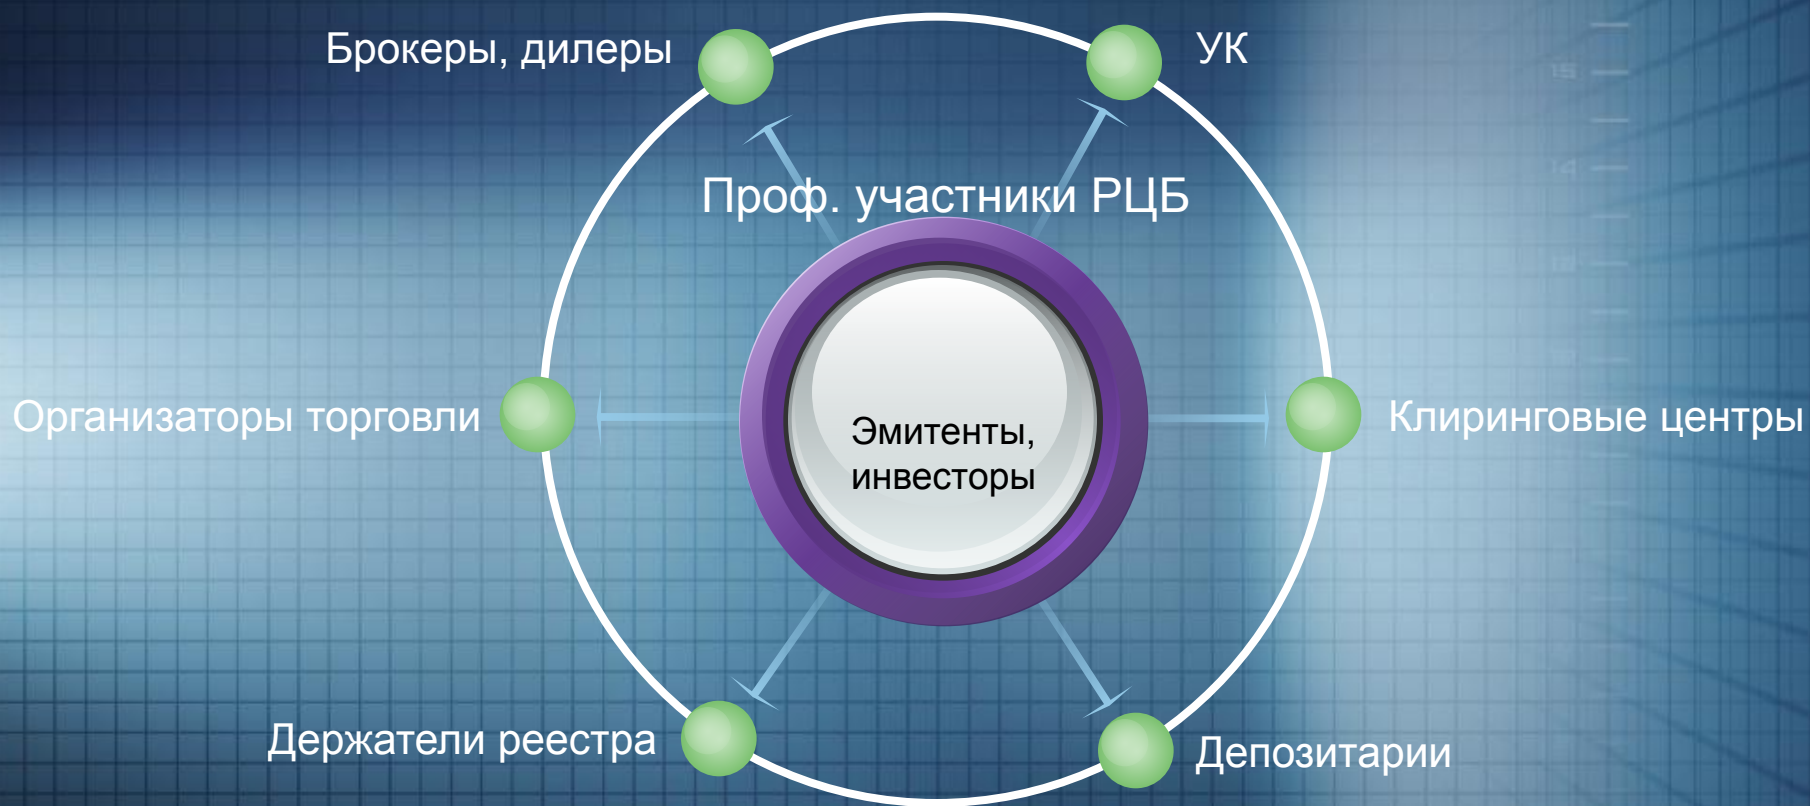 Брокеры, дилеры
УК
Проф. участники РЦБ
Эмитенты,
инвесторы
Организаторы торговли
Клиринговые центры
Держатели реестра
Депозитарии